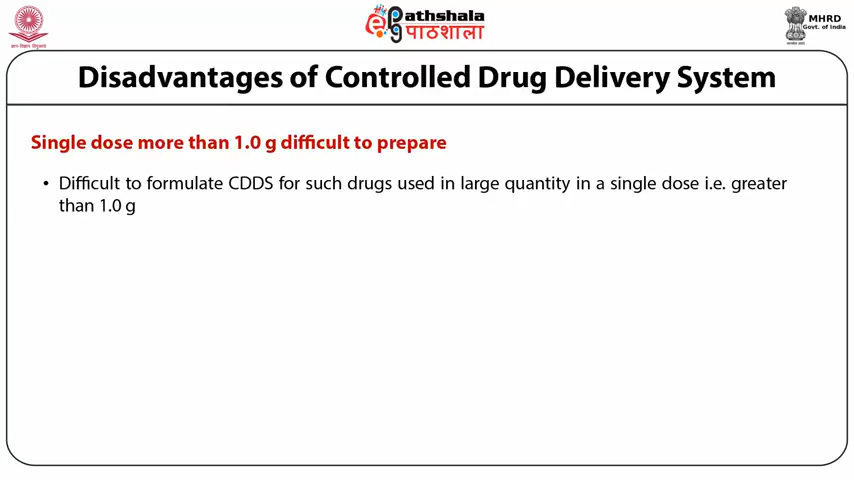 ePathshala
पाठशाला
MHRD
Govt. of India
Disadvantages of Controlled Drug Delivery System
Single dose more than 1.0 g difficult to prepare
• Difficult to formulate CDDS for such drugs used in large quantity in a single dose i.e. greater
than 1.0 g